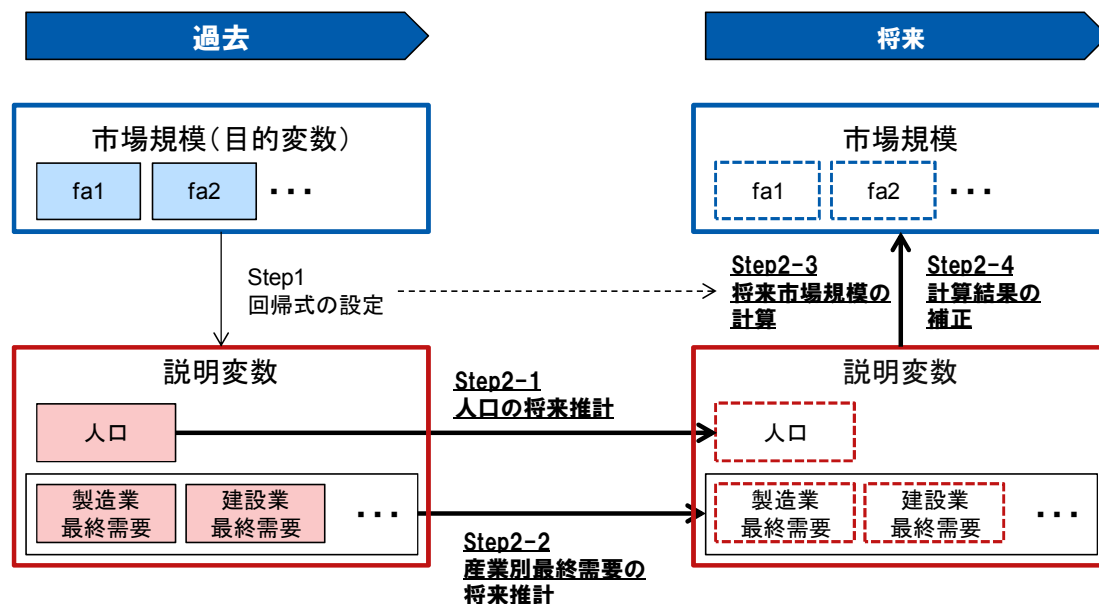 過去
将来
市場規模(目的変数)
fa1
fa2
・・・
市場規模
fa1
fa2
・・・
Step1
回帰式の設定
Step2-3
将来市場規模の
計算
Step2-4
計算結果の
補正
説明変数
人口
製造業
最終需要
建設業
最終需要
・・・
Step2-1
人口の将来推計
Step2-2
産業別最終需要の
将来推計
説明変数
人口
製造業
最終需要
建設業
最終需要
・・・